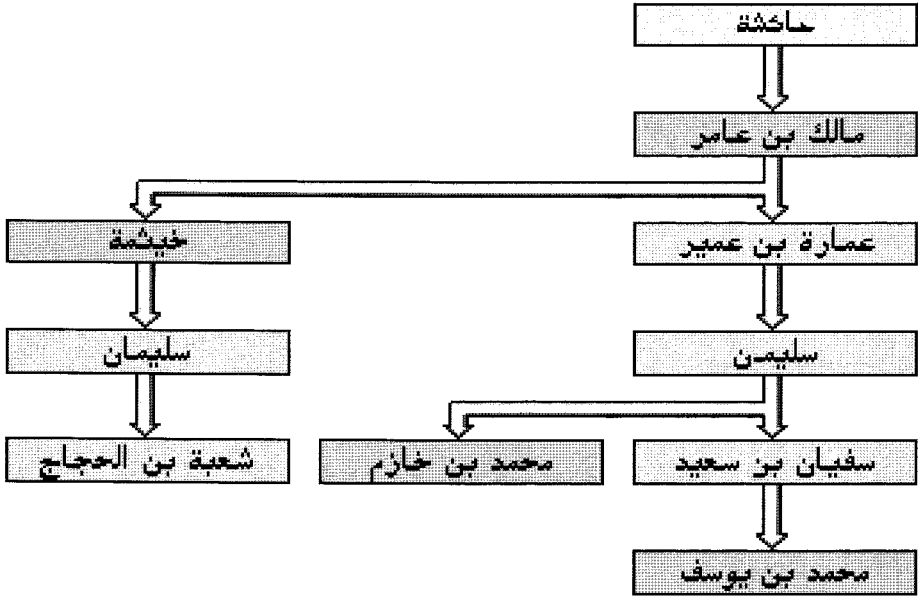 عائشة
مالك بن عامر
عمارة بن عمير
خيثمة
سليمن
سليمان
سفيان بن سعيد
محمد بن خازم
شعبة بن الحجاج
محمد بن يوسف